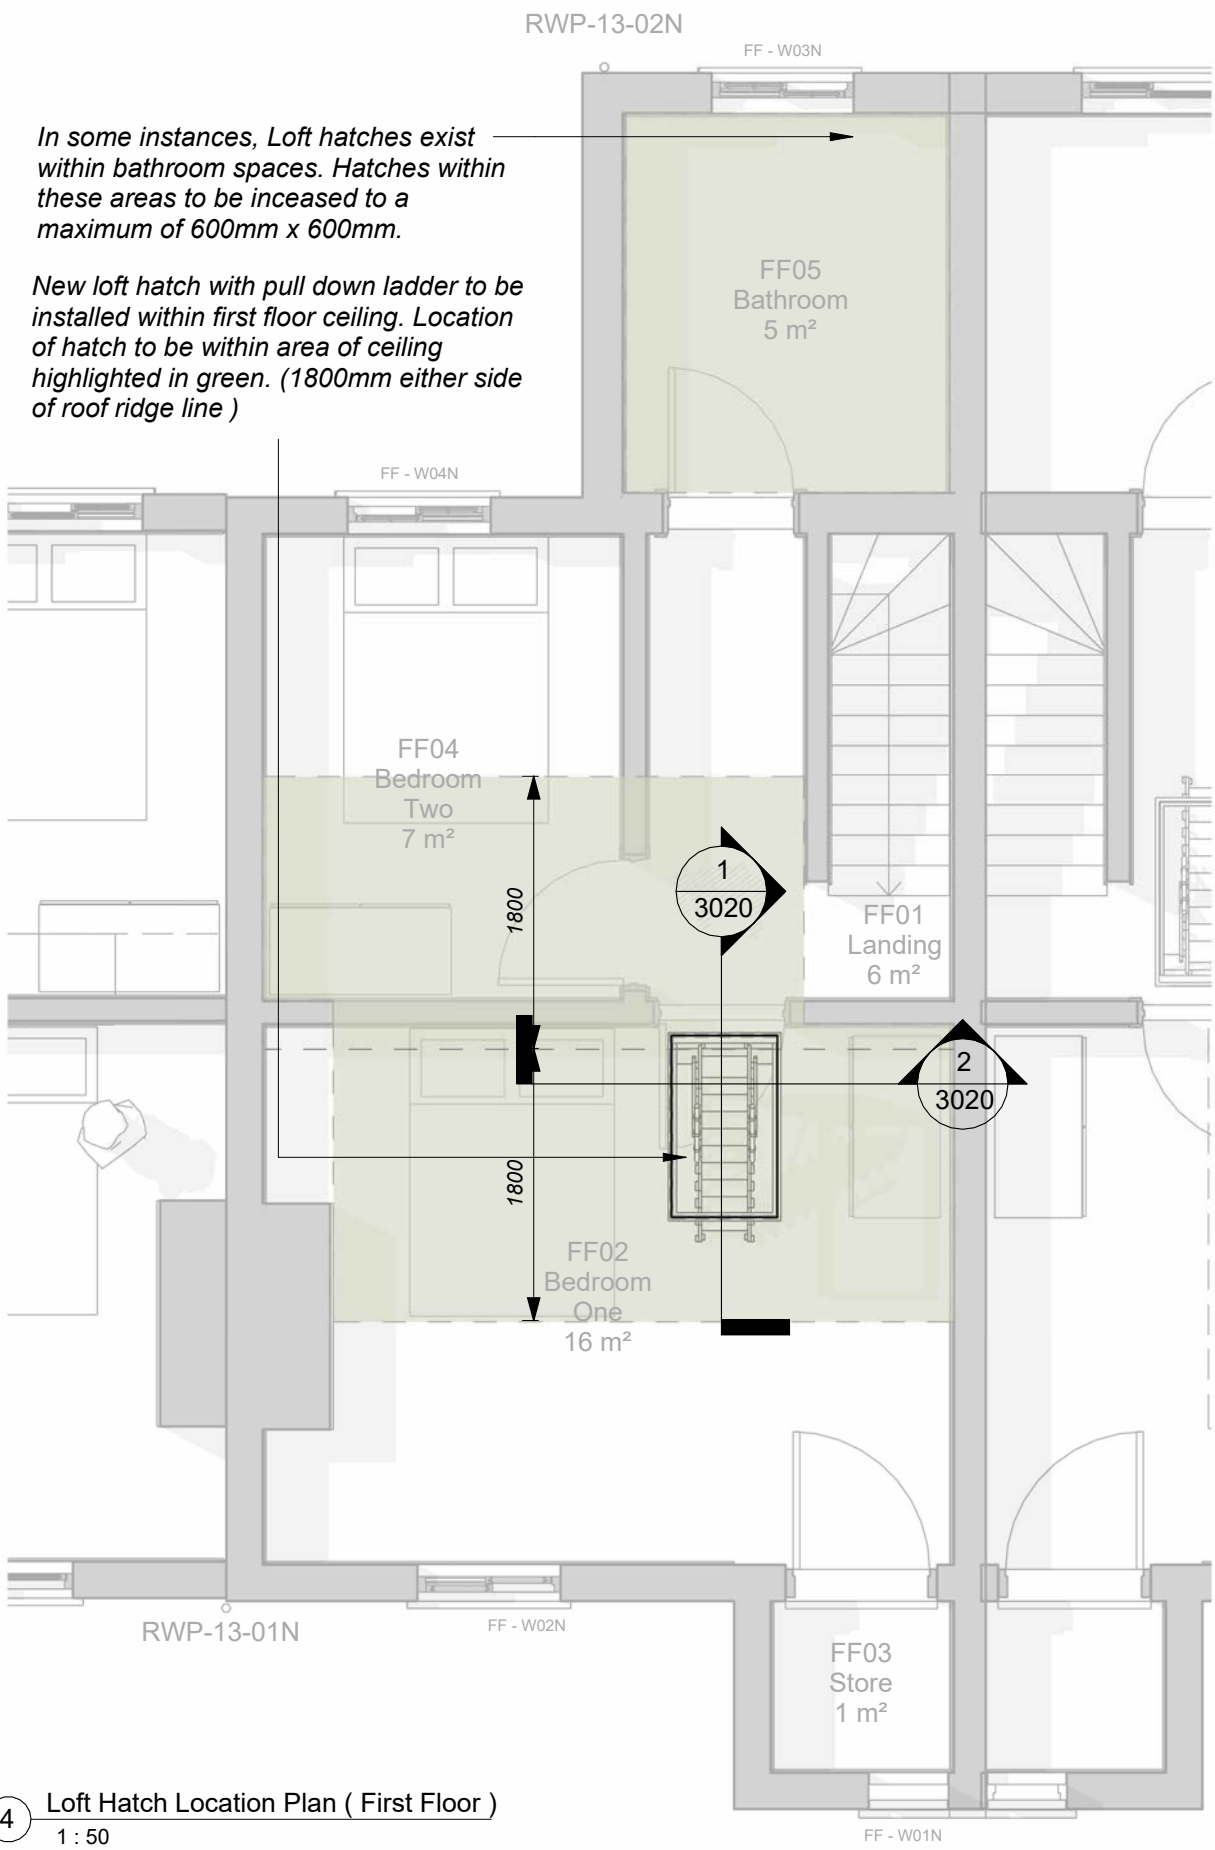 RWP-13-02N
FF - W03N
In some instances, Loft hatches exist
within bathroom spaces. Hatches within
these areas to be inceased to a
maximum of 600mm x 600mm.
New loft hatch with pull down ladder to be
installed within first floor ceiling. Location
of hatch to be within area of ceiling
highlighted in green. (1800mm either side
of roof ridge line )
FF05
Bathroom
5 m²
FF - W04N
FF04
Bedroom
Two
7 m²
1800
1
3020
FF01
Landing
6 m²
2
3020
1800
FF02
Bedroom
One
16 m²
RWP-13-01N
FF - W02N
FF03
Store
1 m²
FF - W01N
4
Loft Hatch Location Plan ( First Floor )
1 : 50